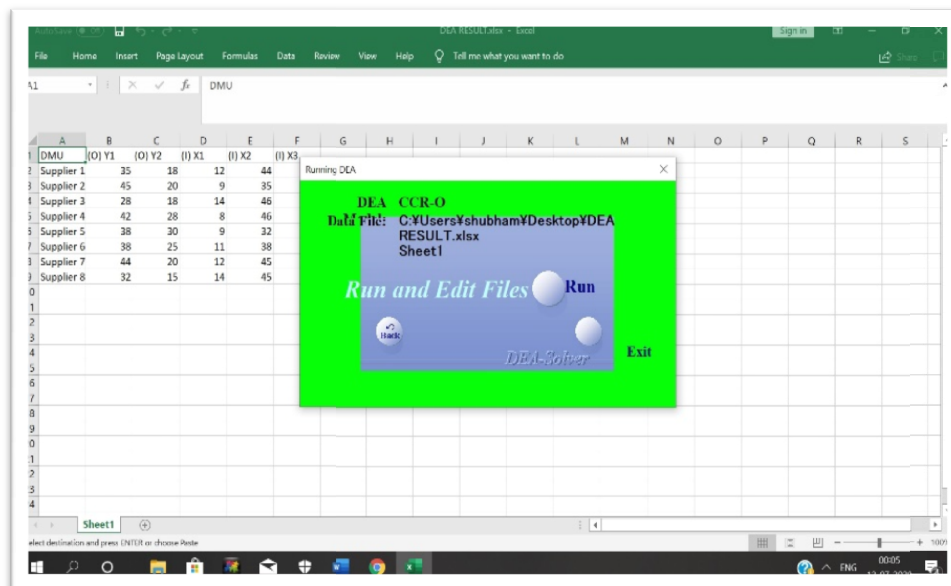 DEA RESULT.xlsx - Excel
Sign in
File Home Insert Page Layout Formulas Data Review View Help Tell me what you want to do Share
A1 fx DMU
A B C D E F G H I J K L M N O P Q R S
DMU (O) Y1 (O) Y2 (I) X1 (I) X2 (I) X3
Supplier 1 35 18 12 44
Supplier 2 45 20 9 35
Supplier 3 28 18 14 46
Supplier 4 42 28 8 46
Supplier 5 38 30 9 32
Supplier 6 38 25 11 38
Supplier 7 44 20 12 45
Supplier 8 32 15 14 45
Running DEA
DEA CCR-O
Data File: C:¥Users¥shubham¥Desktop¥DEA
RESULT.xlsx
Sheet1
Run and Edit Files Run
Back
DEA-Solver
Exit
Sheet1
elect destination and press ENTER or choose Paste
ENG
00:05